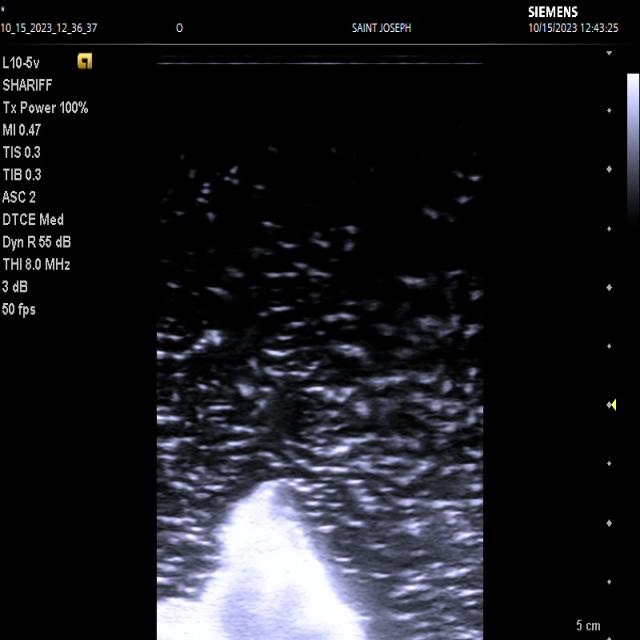 *
SIEMENS
10_15_2023_12_36_37 O SAINT JOSEPH 10/15/2023 12:43:25
L10-5v
SHARIFF
Tx Power 100%
MI 0.47
TIS 0.3
TIB 0.3
ASC 2
DTCE Med
Dyn R 55 dB
THI 8.0 MHz
3 dB
50 fps
5 cm